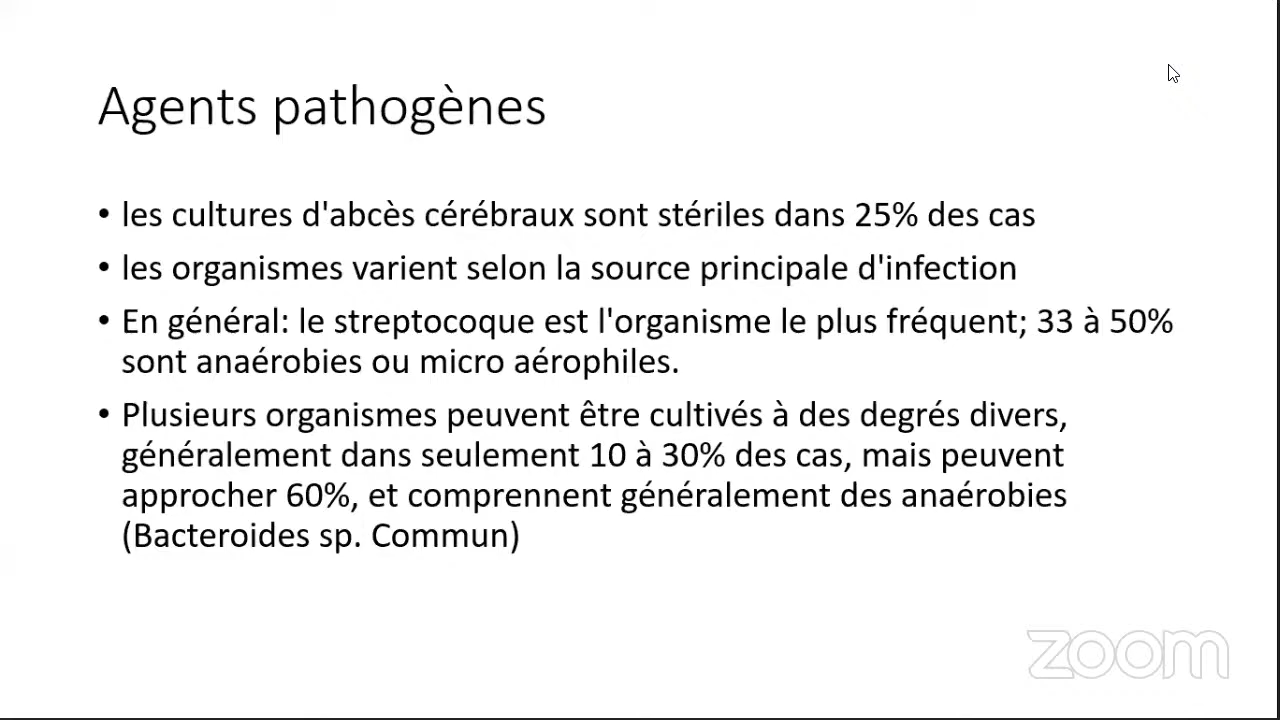 Agents pathogènes
• les cultures d'abcès cérébraux sont stériles dans 25% des cas
• les organismes varient selon la source principale d'infection
• En général: le streptocoque est l'organisme le plus fréquent; 33 à 50%
sont anaérobies ou micro aérophiles.
• Plusieurs organismes peuvent être cultivés à des degrés divers,
généralement dans seulement 10 à 30% des cas, mais peuvent
approcher 60%, et comprennent généralement des anaérobies
(Bacteroides sp. Commun)
zoom